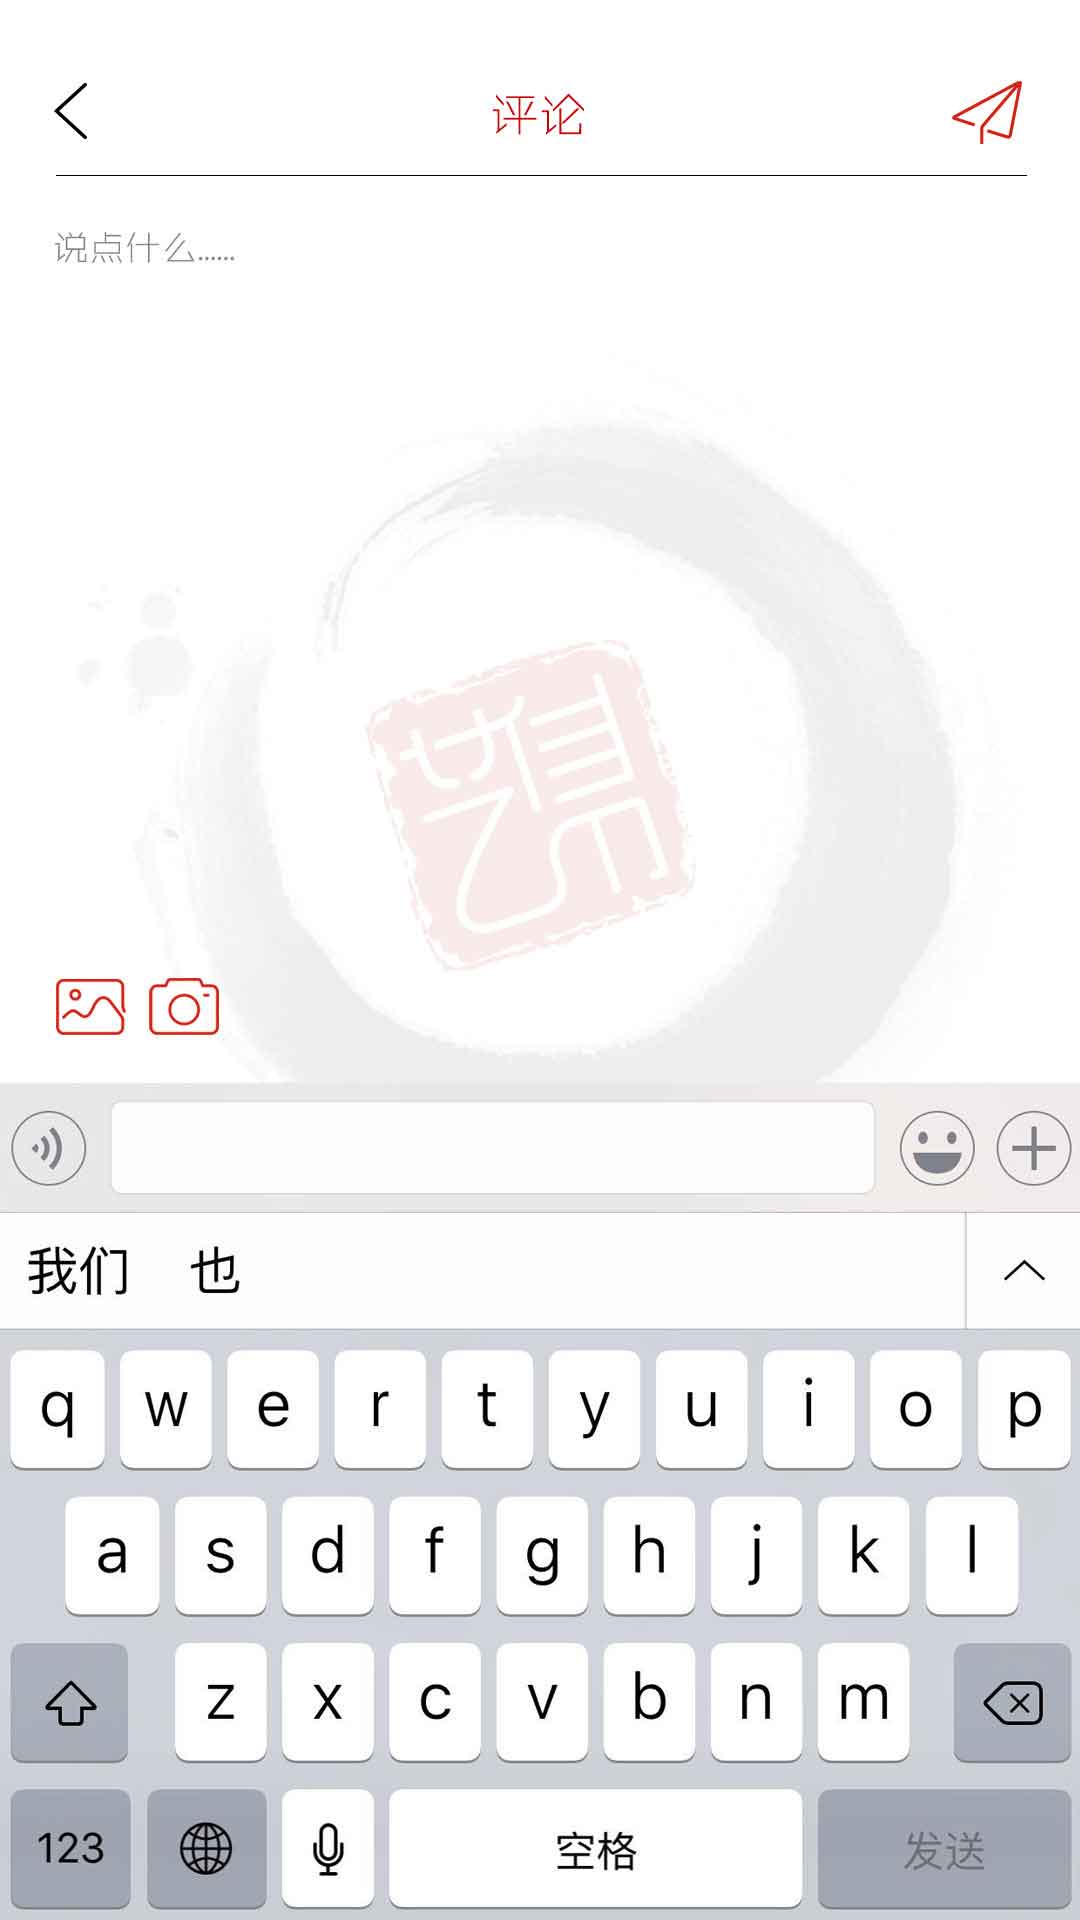 评论
说点什么......
我们 也
q w e r t y u i o p
a s d f g h j k l
z x c v b n m
123 空格 发送